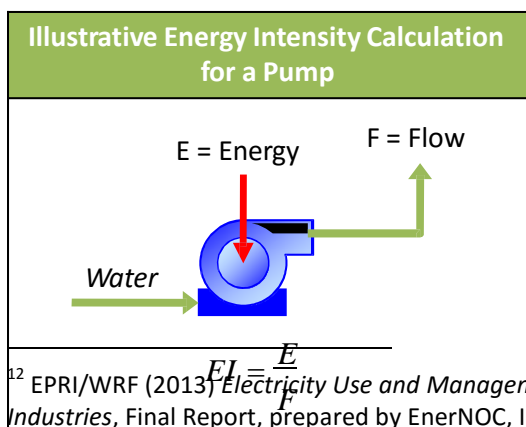 Illustrative Energy Intensity Calculation
for a Pump
E = Energy
F = Flow
Water
EI = E
F
12 EPRI/WRF (2013) Electricity Use and
Industries, Final Report, prepared by EnerNOC,